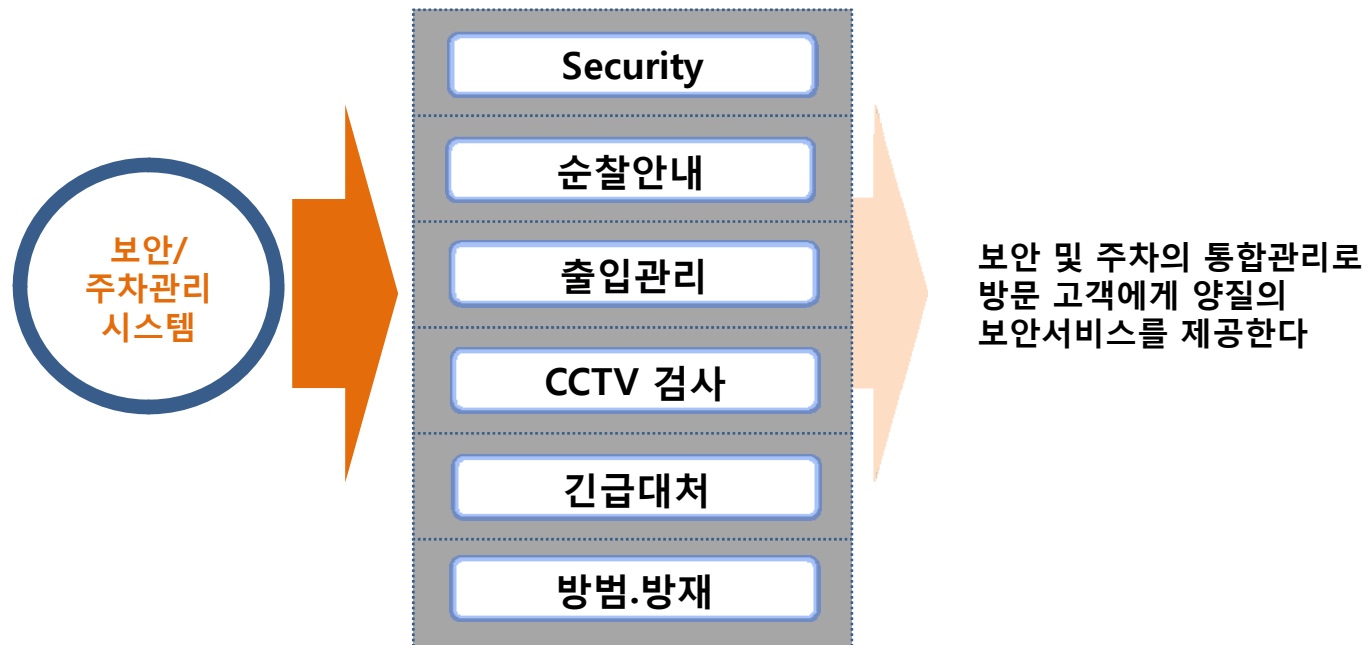 보안/
주차관리
시스템
Security
순찰안내
출입관리
CCTV 검사
긴급대처
방범.방재
보안 및 주차의 통합관리로
방문 고객에게 양질의
보안서비스를 제공한다